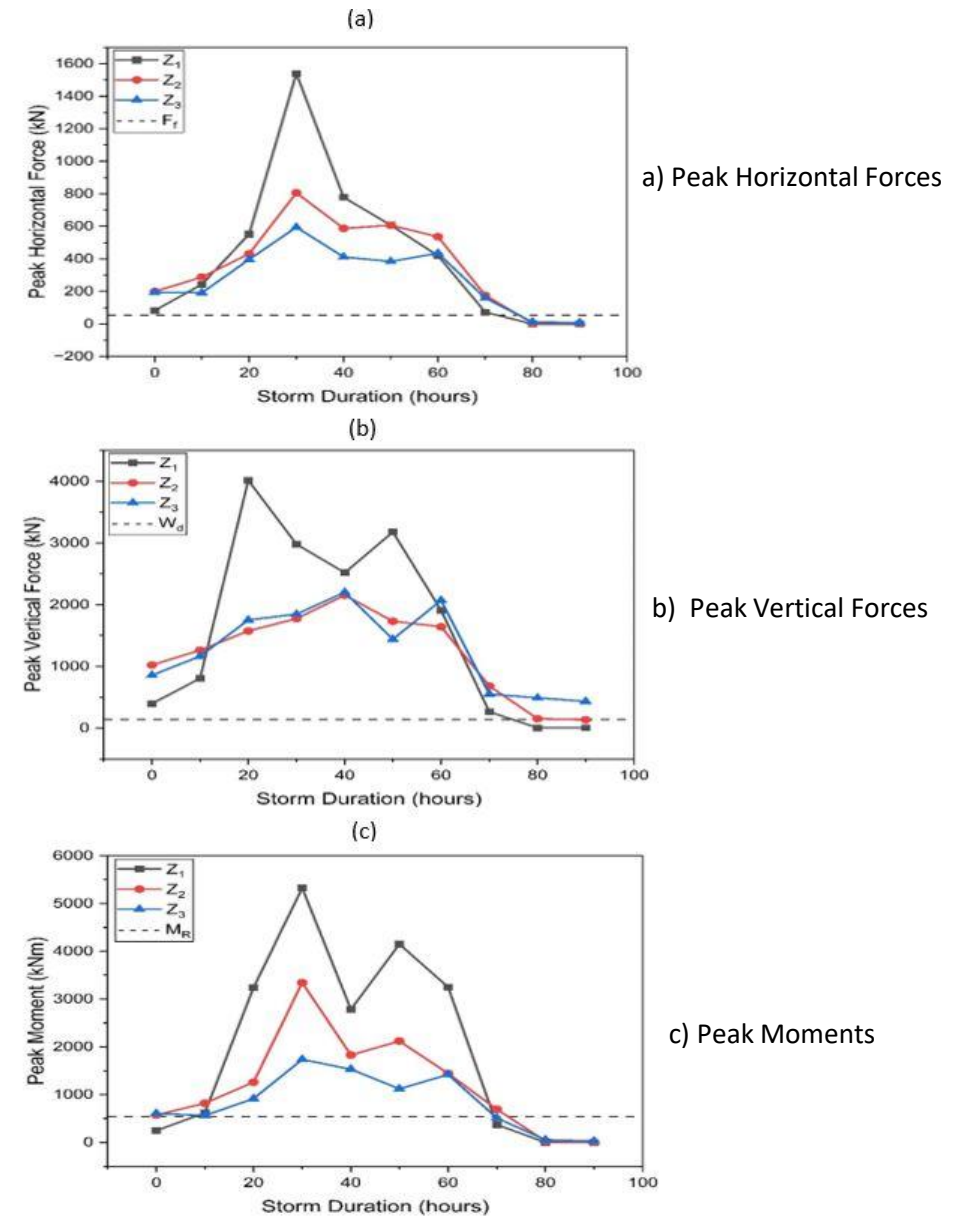 (a)
1600
1400
1200
1000
800
600
400
200
0
−200
Peak Horizontal Force (kN)
Z₁
Z₂
Z₃
F_f
0 20 40 60 80 100
Storm Duration (hours)
a) Peak Horizontal Forces
(b)
4000
3000
2000
1000
0
Peak Vertical Force (kN)
Z₁
Z₂
Z₃
W_d
0 20 40 60 80 100
Storm Duration (hours)
b) Peak Vertical Forces
(c)
6000
5000
4000
3000
2000
1000
0
Peak Moment (kNm)
Z₁
Z₂
Z₃
M_R
0 20 40 60 80 100
Storm Duration (hours)
c) Peak Moments